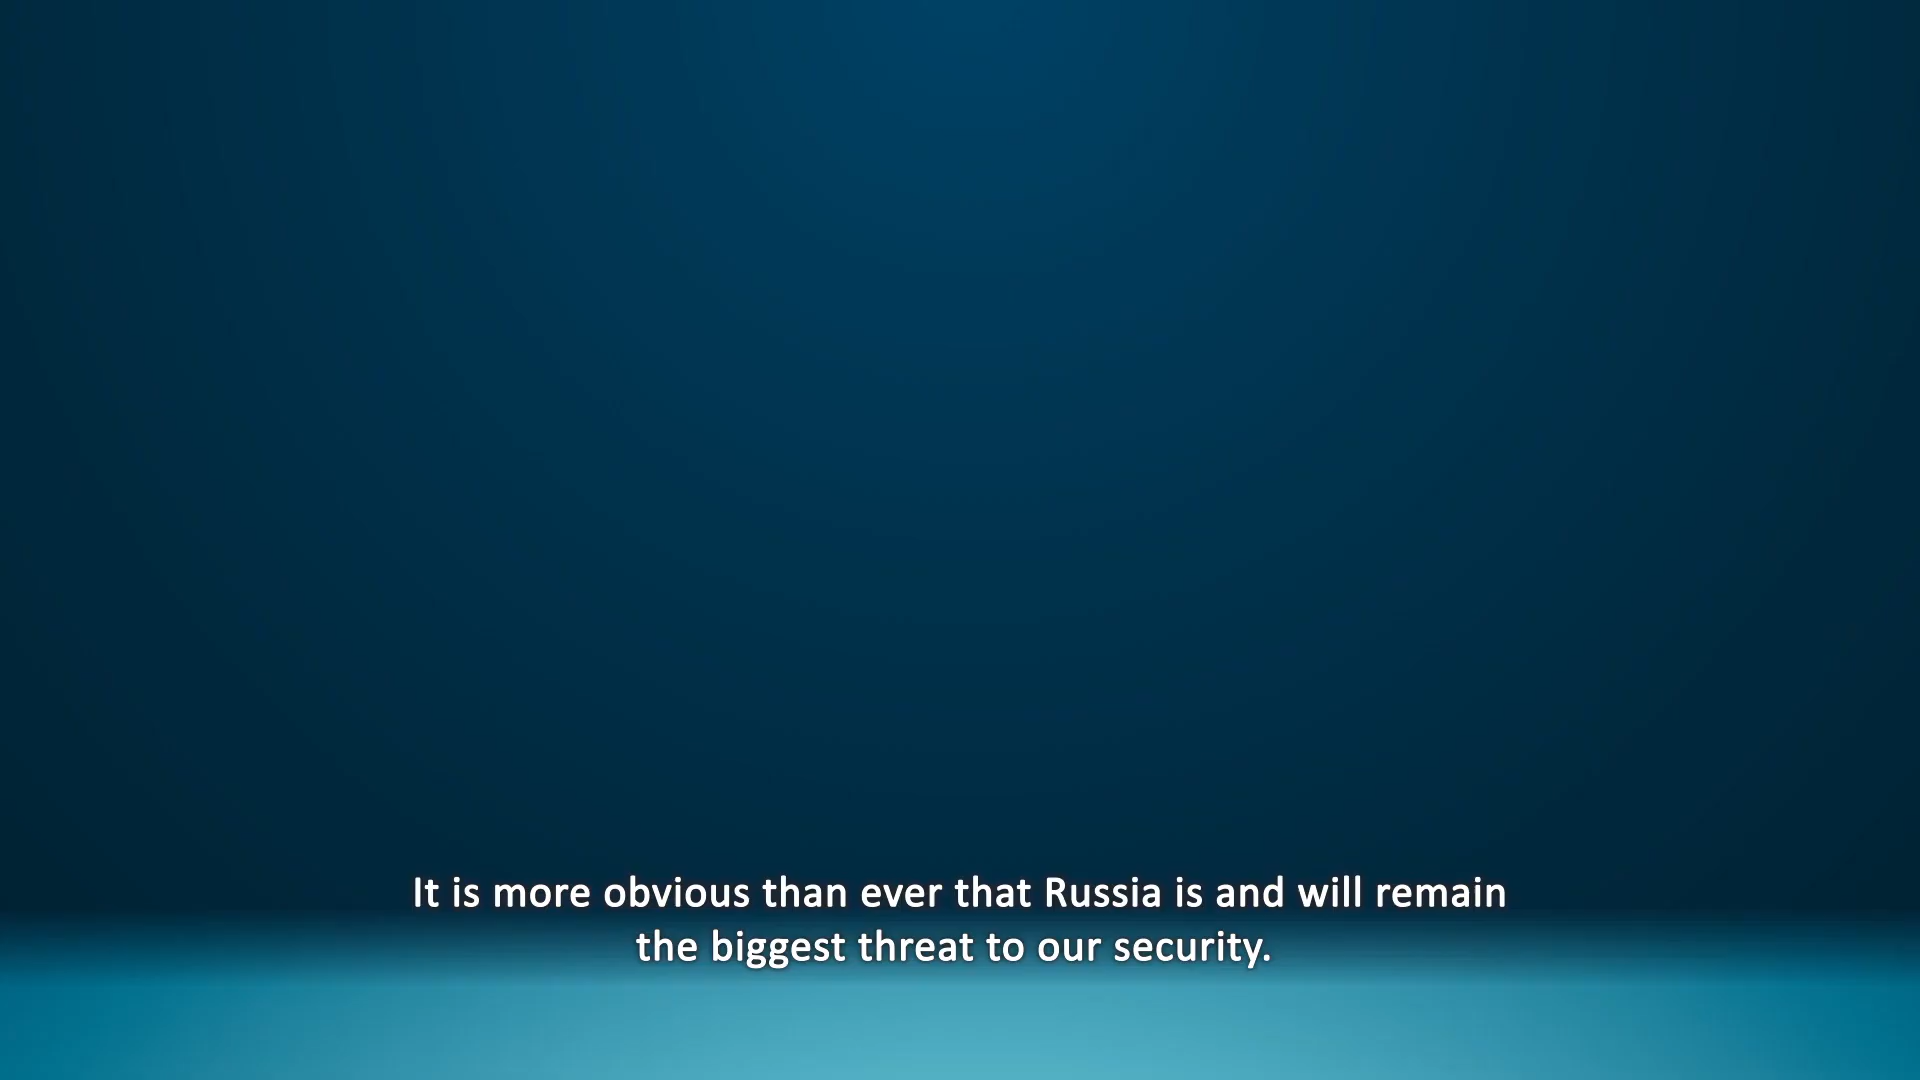 It is more obvious than ever that Russia is and will remain
the biggest threat to our security.